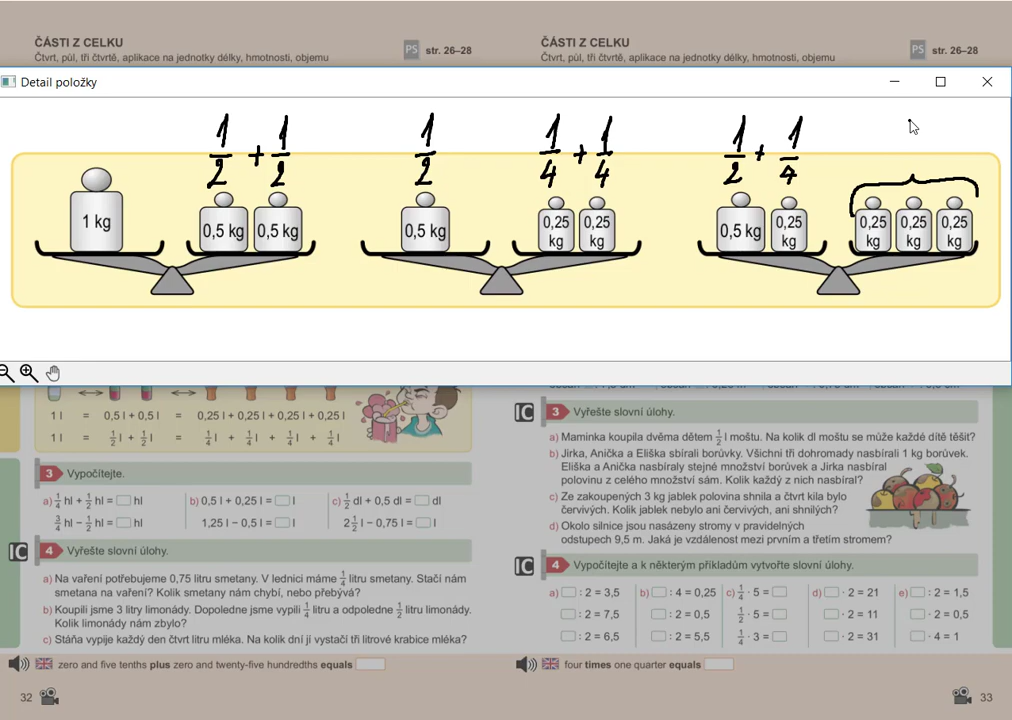 ČÁSTI Z CELKU
Čtvrt, půl, tři čtvrtě, aplikace na jednotky délky, hmotnosti, objemu
PS str. 26–28
ČÁSTI Z CELKU
Čtvrt, půl, tři čtvrtě, aplikace na jednotky délky, hmotnosti, objemu
PS str. 26–28
Detail položky
1/2 + 1/2
1/2
1/4 + 1/4
1/2 + 1/4
1 kg
0,5 kg 0,5 kg
0,5 kg
0,25 kg 0,25 kg
0,5 kg 0,25 kg
0,25 kg 0,25 kg 0,25 kg
1 l = 0,5 l + 0,5 l = 0,25 l + 0,25 l + 0,25 l + 0,25 l
1 l = 1/2 l + 1/2 l = 1/4 l + 1/4 l + 1/4 l + 1/4 l
3 Vypočítejte.
a) 1/4 hl + 1/2 hl = hl b) 0,5 l + 0,25 l = l c) 1/2 dl + 0,5 dl = dl
3/4 hl – 1/2 hl = hl 1,25 l – 0,5 l = l 2 1/2 l – 0,75 l = l
IC 4 Vyřešte slovní úlohy.
a) Na vaření potřebujeme 0,75 litru smetany. V lednici máme 1/4 litru smetany. Stačí nám
smetana na vaření? Kolik smetany nám chybí, nebo přebývá?
b) Koupili jsme 3 litry limonády. Dopoledne jsme vypili 1/4 litru a odpoledne 1/2 litru limonády.
Kolik limonády nám zbylo?
c) Stáňa vypije každý den čtvrt litru mléka. Na kolik dní jí vystačí tři litrové krabice mléka?
zero and five tenths plus zero and twenty-five hundredths equals
32
IC 3 Vyřešte slovní úlohy.
a) Maminka koupila dvěma dětem 1/2 l moštu. Na kolik dl moštu se může každé dítě těšit?
b) Jirka, Anička a Eliška sbírali borůvky. Všichni tři dohromady nasbírali 1 kg borůvek.
Eliška a Anička nasbíraly stejné množství borůvek a Jirka nasbíral
polovinu z celého množství sám. Kolik každý z nich nasbíral?
c) Ze zakoupených 3 kg jablek polovina shnila a čtvrt kila bylo
červivých. Kolik jablek nebylo ani červivých, ani shnilých?
d) Okolo silnice jsou nasázeny stromy v pravidelných
odstupech 9,5 m. Jaká je vzdálenost mezi prvním a třetím stromem?
IC 4 Vypočítejte a k některým příkladům vytvořte slovní úlohy.
a) : 2 = 3,5 b) : 4 = 0,25 c) 1/4 · 5 = d) · 2 = 21 e) : 2 = 1,5
: 2 = 7,5 : 2 = 2,5 1/2 · 5 = · 2 = 11 · 2 = 0,5
: 2 = 6,5 : 2 = 5,5 1/4 · 3 = · 2 = 31 · 4 = 1
four times one quarter equals
33